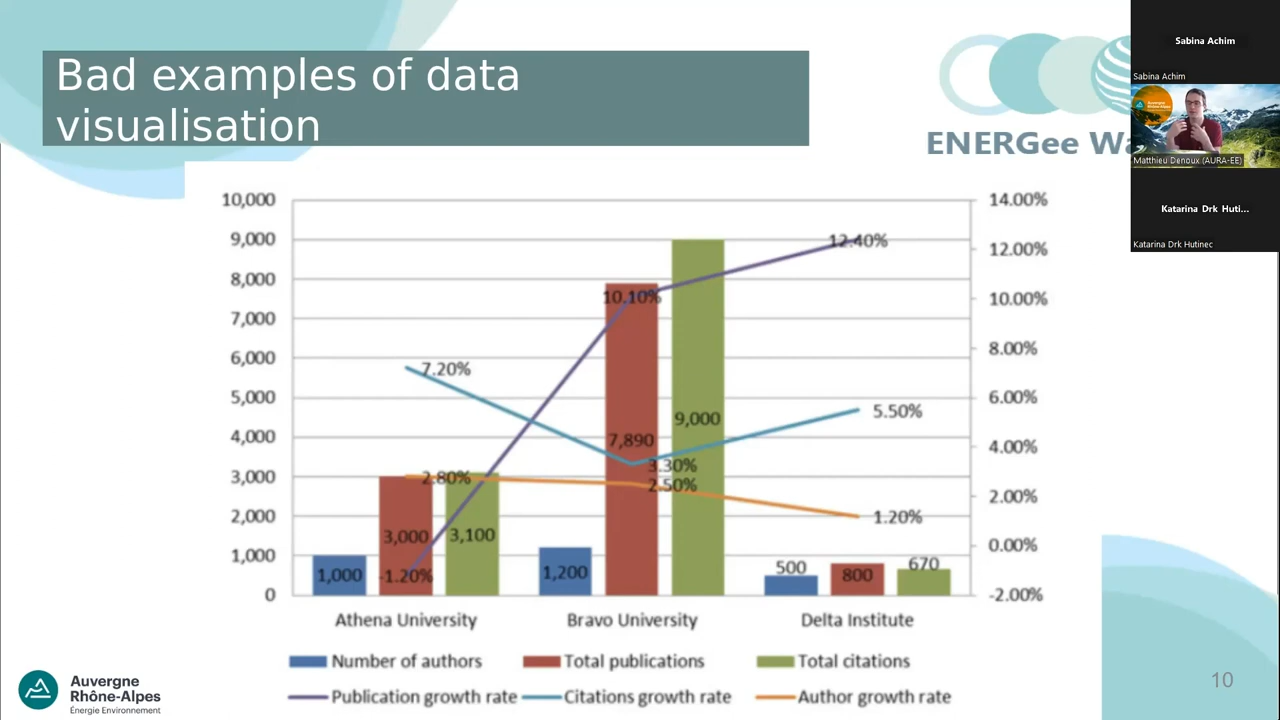 Bad examples of data
visualisation
ENERGee Wa
Sabina Achim
Sabina Achim
Auvergne
Rhône-Alpes
Matthieu Denoux (AURA-EE)
Katarina Drk Huti...
Katarina Drk Hutinec
10,000
9,000
8,000
7,000
6,000
5,000
4,000
3,000
2,000
1,000
0
14.00%
12.00%
10.00%
8.00%
6.00%
4.00%
2.00%
0.00%
-2.00%
12.40%
10.10%
7.20%
5.50%
9,000
7,890
3.30%
2.80%
2.50%
1.20%
3,000
3,100
1,000
-1.20%
1,200
500
800
670
Athena University
Bravo University
Delta Institute
Number of authors
Total publications
Total citations
Publication growth rate
Citations growth rate
Author growth rate
Auvergne
Rhône-Alpes
Énergie Environnement
10